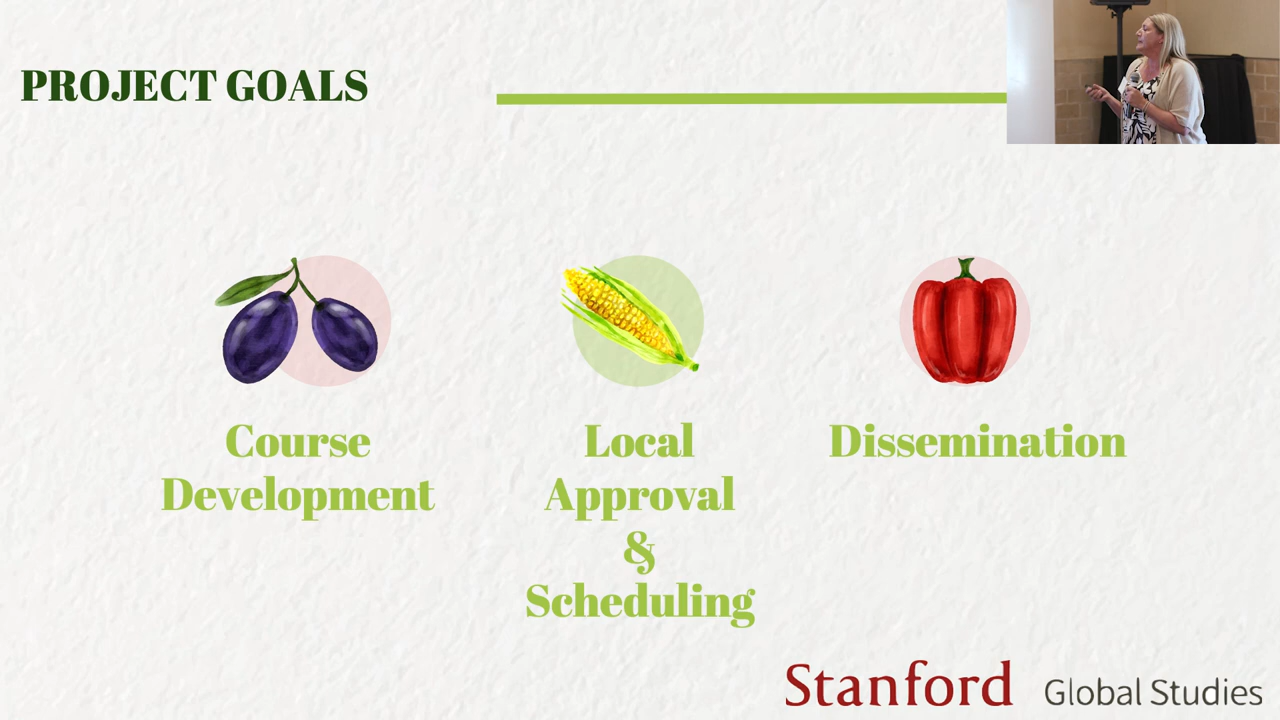 PROJECT GOALS
Course
Development
Local
Approval
&
Scheduling
Dissemination
Stanford Global Studies